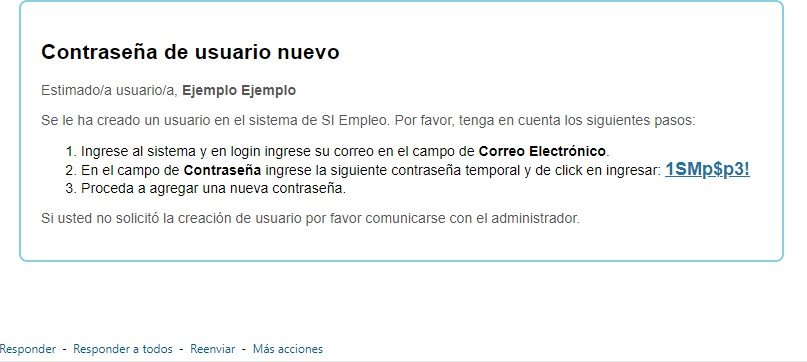 Contraseña de usuario nuevo
Estimado/a usuario/a, Ejemplo Ejemplo
Se le ha creado un usuario en el sistema de SI Empleo. Por favor, tenga en cuenta los siguientes pasos:
1. Ingrese al sistema y en login ingrese su correo en el campo de Correo Electrónico.
2. En el campo de Contraseña ingrese la siguiente contraseña temporal y de click en ingresar: 1SMp$p3!
3. Proceda a agregar una nueva contraseña.
Si usted no solicitó la creación de usuario por favor comunicarse con el administrador.
Responder - Responder a todos - Reenviar - Más acciones